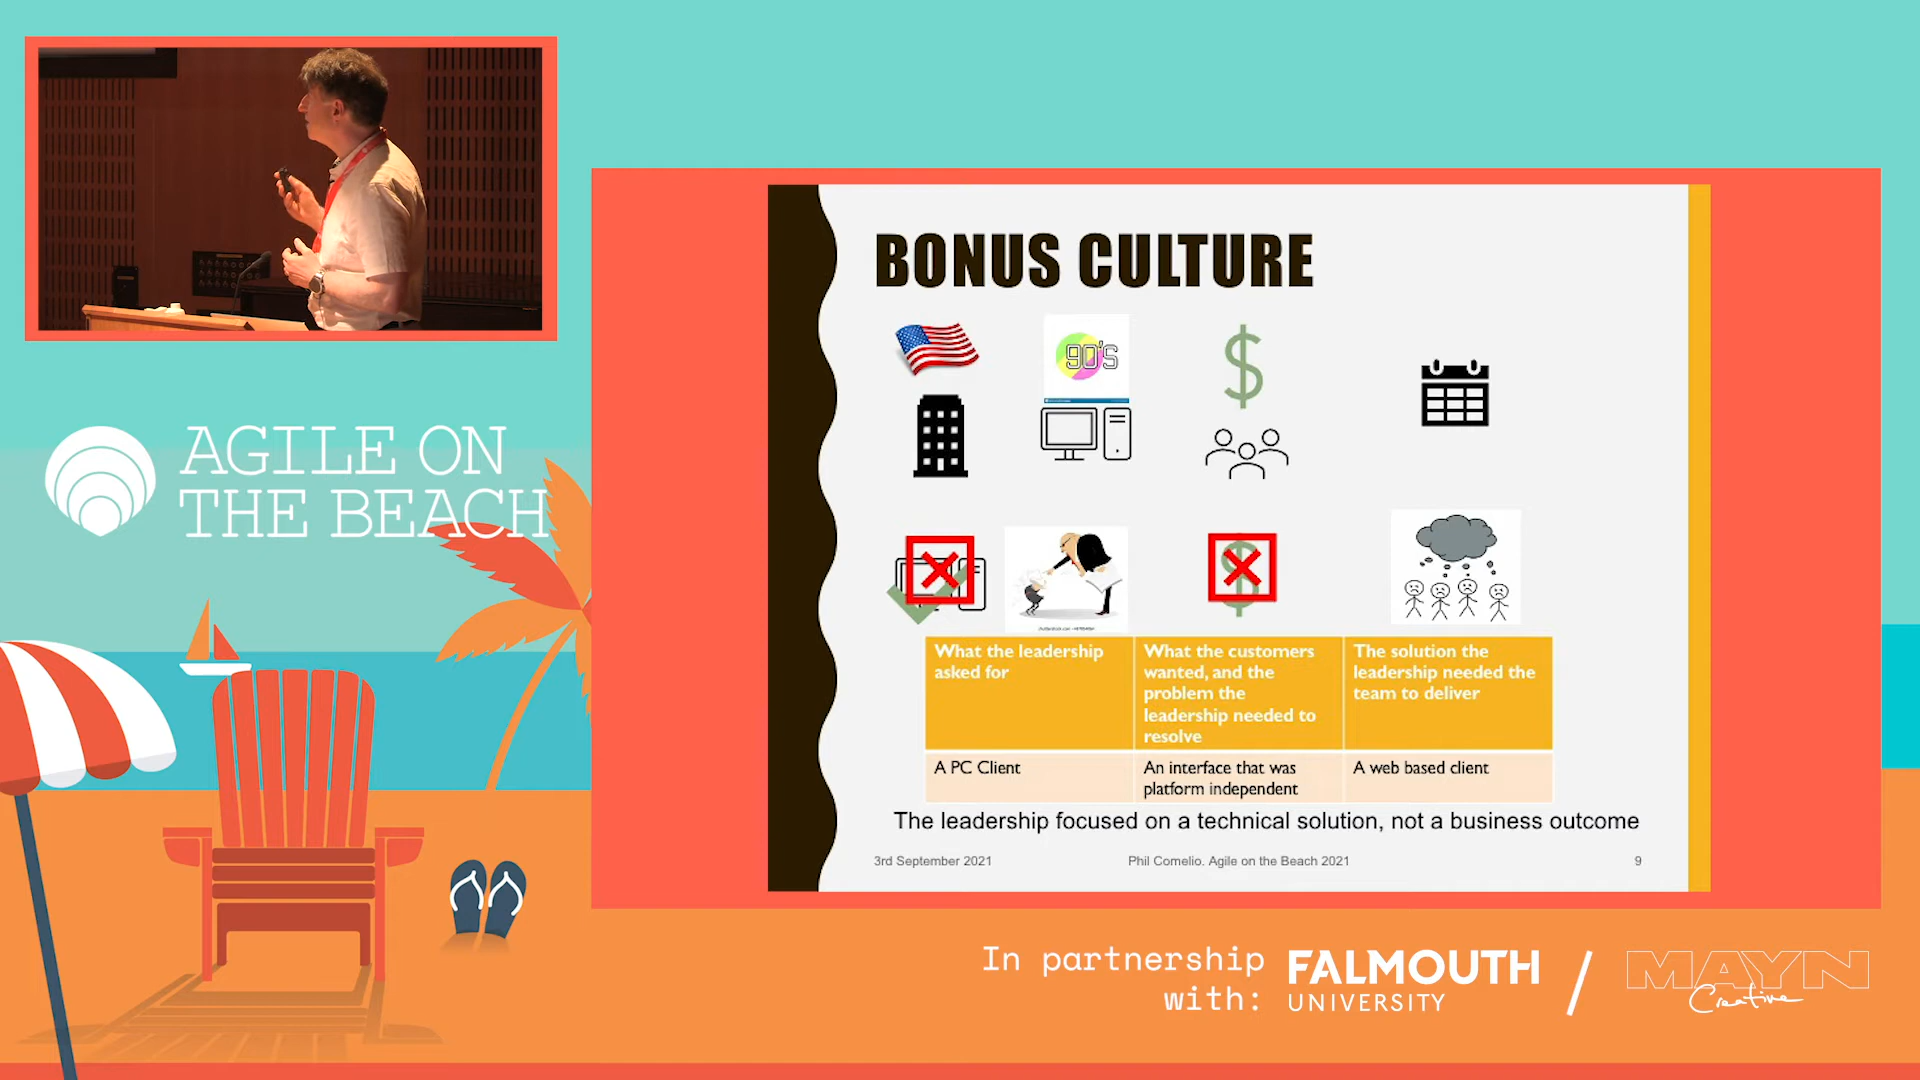 AGILE ON
THE BEACH
BONUS CULTURE
90's
What the leadership
asked for
What the customers
wanted, and the
problem the
leadership needed to
resolve
The solution the
leadership needed the
team to deliver
A PC Client
An interface that was
platform independent
A web based client
The leadership focused on a technical solution, not a business outcome
3rd September 2021
Phil Comelio. Agile on the Beach 2021
9
In partnership
with:
FALMOUTH
UNIVERSITY
/
MAYN
Creative